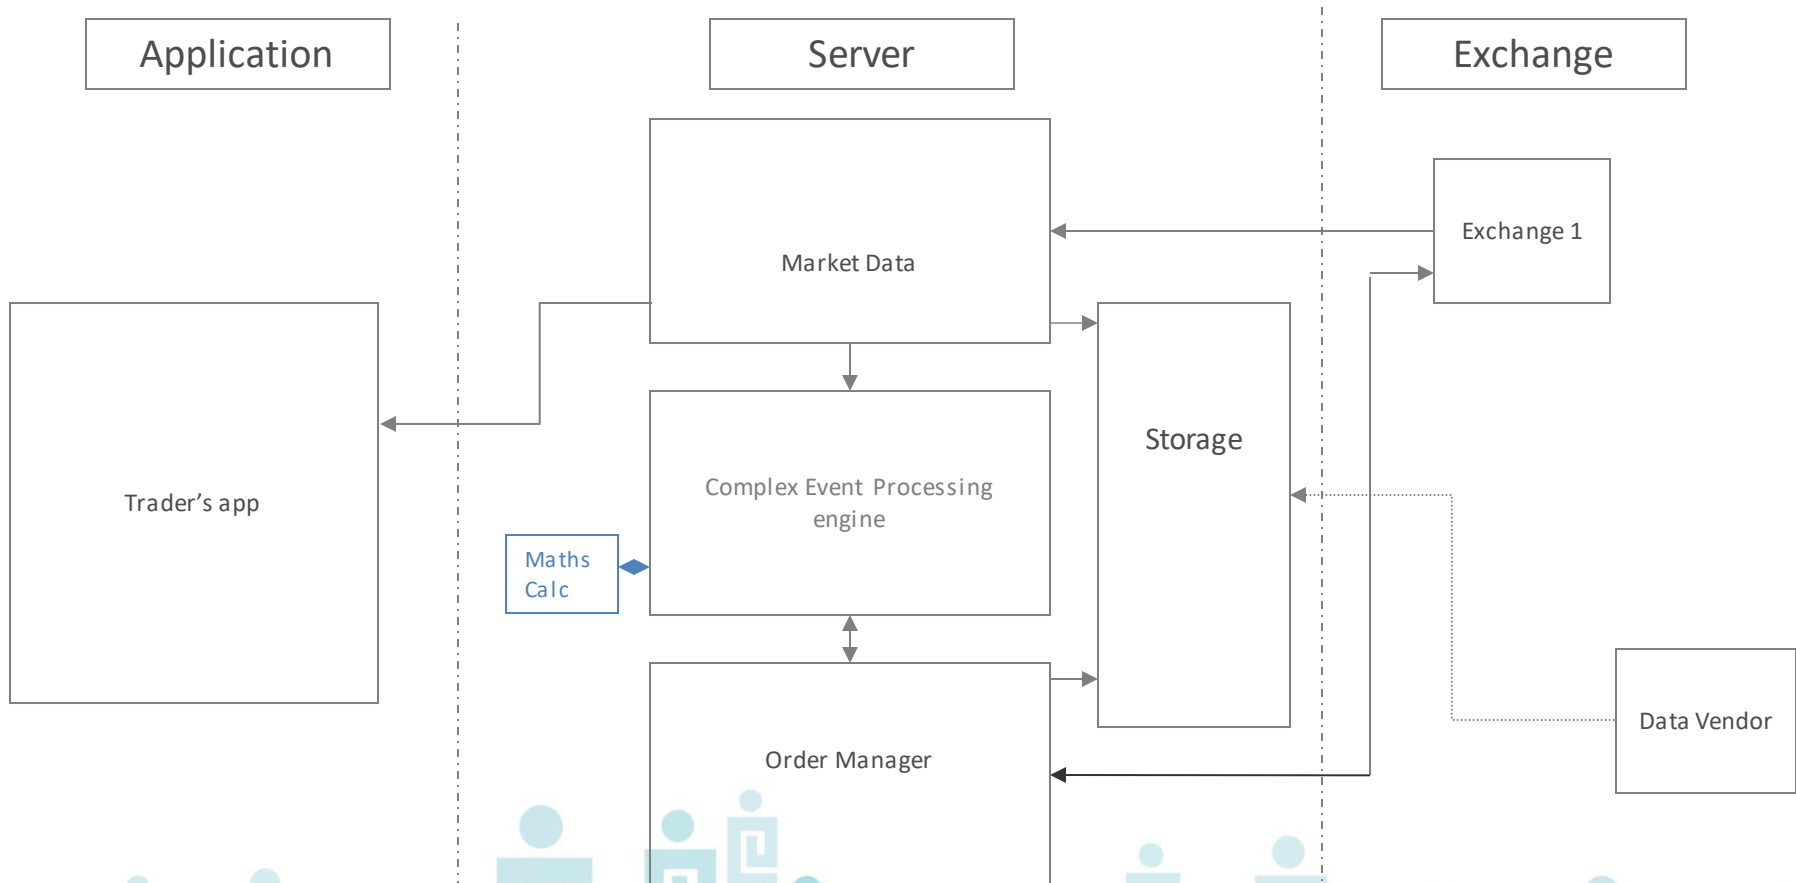 Application
Server
Exchange
Exchange 1
Market Data
Storage
Trader’s app
Complex Event Processing
engine
Maths
Calc
Data Vendor
Order Manager